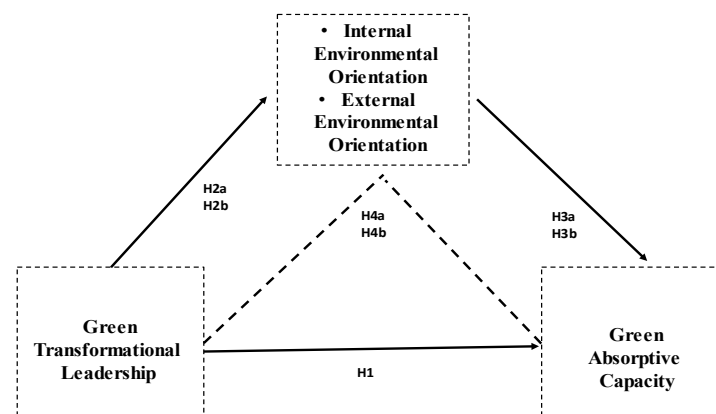 • Internal
Environmental
Orientation
• External
Environmental
Orientation
H2a
H2b
H4a
H4b
H3a
H3b
Green
Transformational
Leadership
Green
Absorptive
Capacity
H1